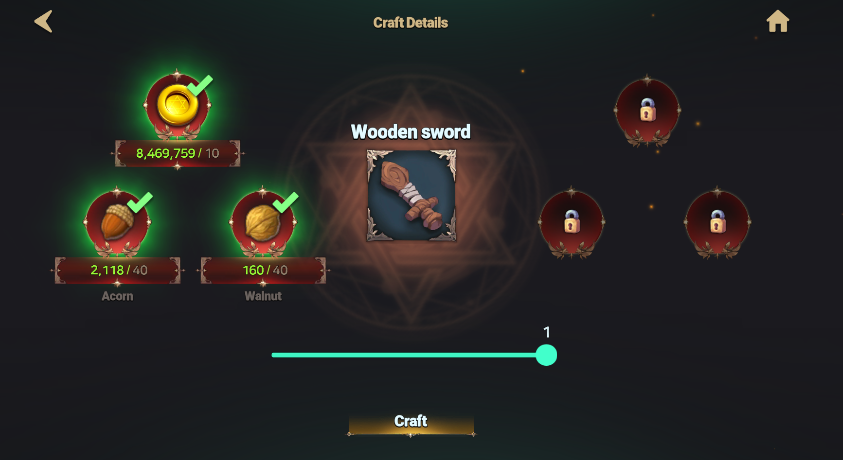 Craft Details
8,469,759 / 10
Wooden sword
2,118 / 40
Acorn
160 / 40
Walnut
1
Craft